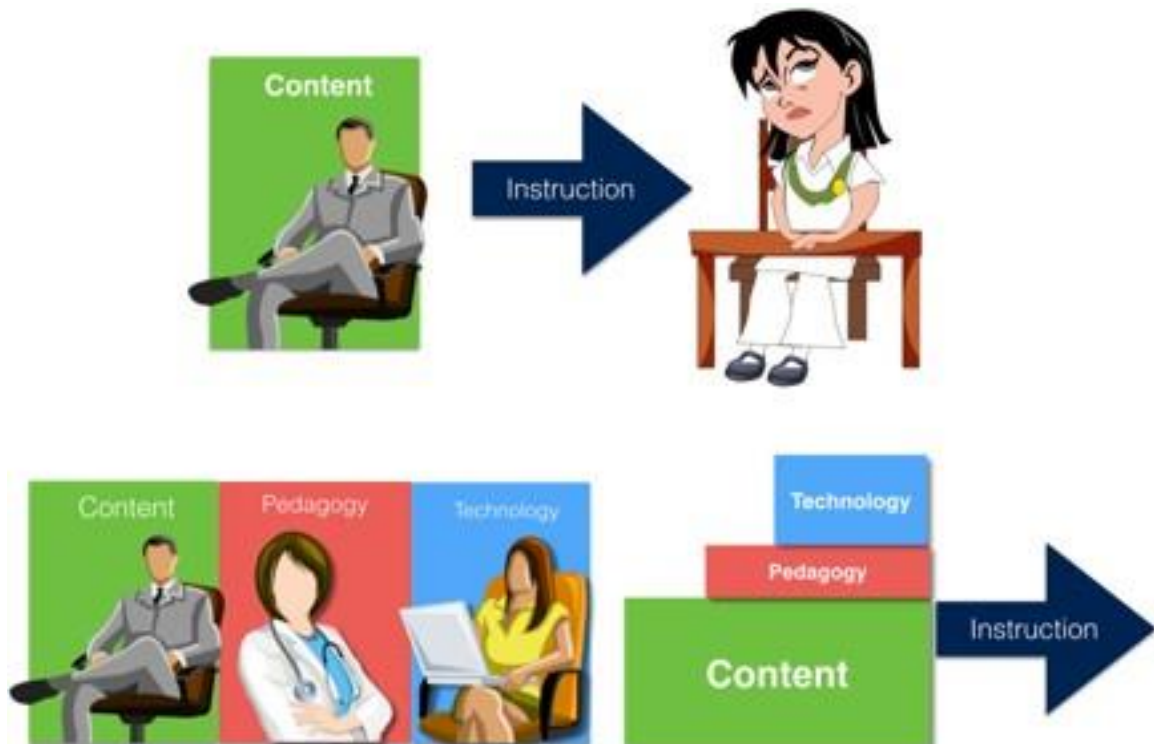 Content
Instruction
Content
Pedagogy
Technology
Technology
Pedagogy
Content
Instruction